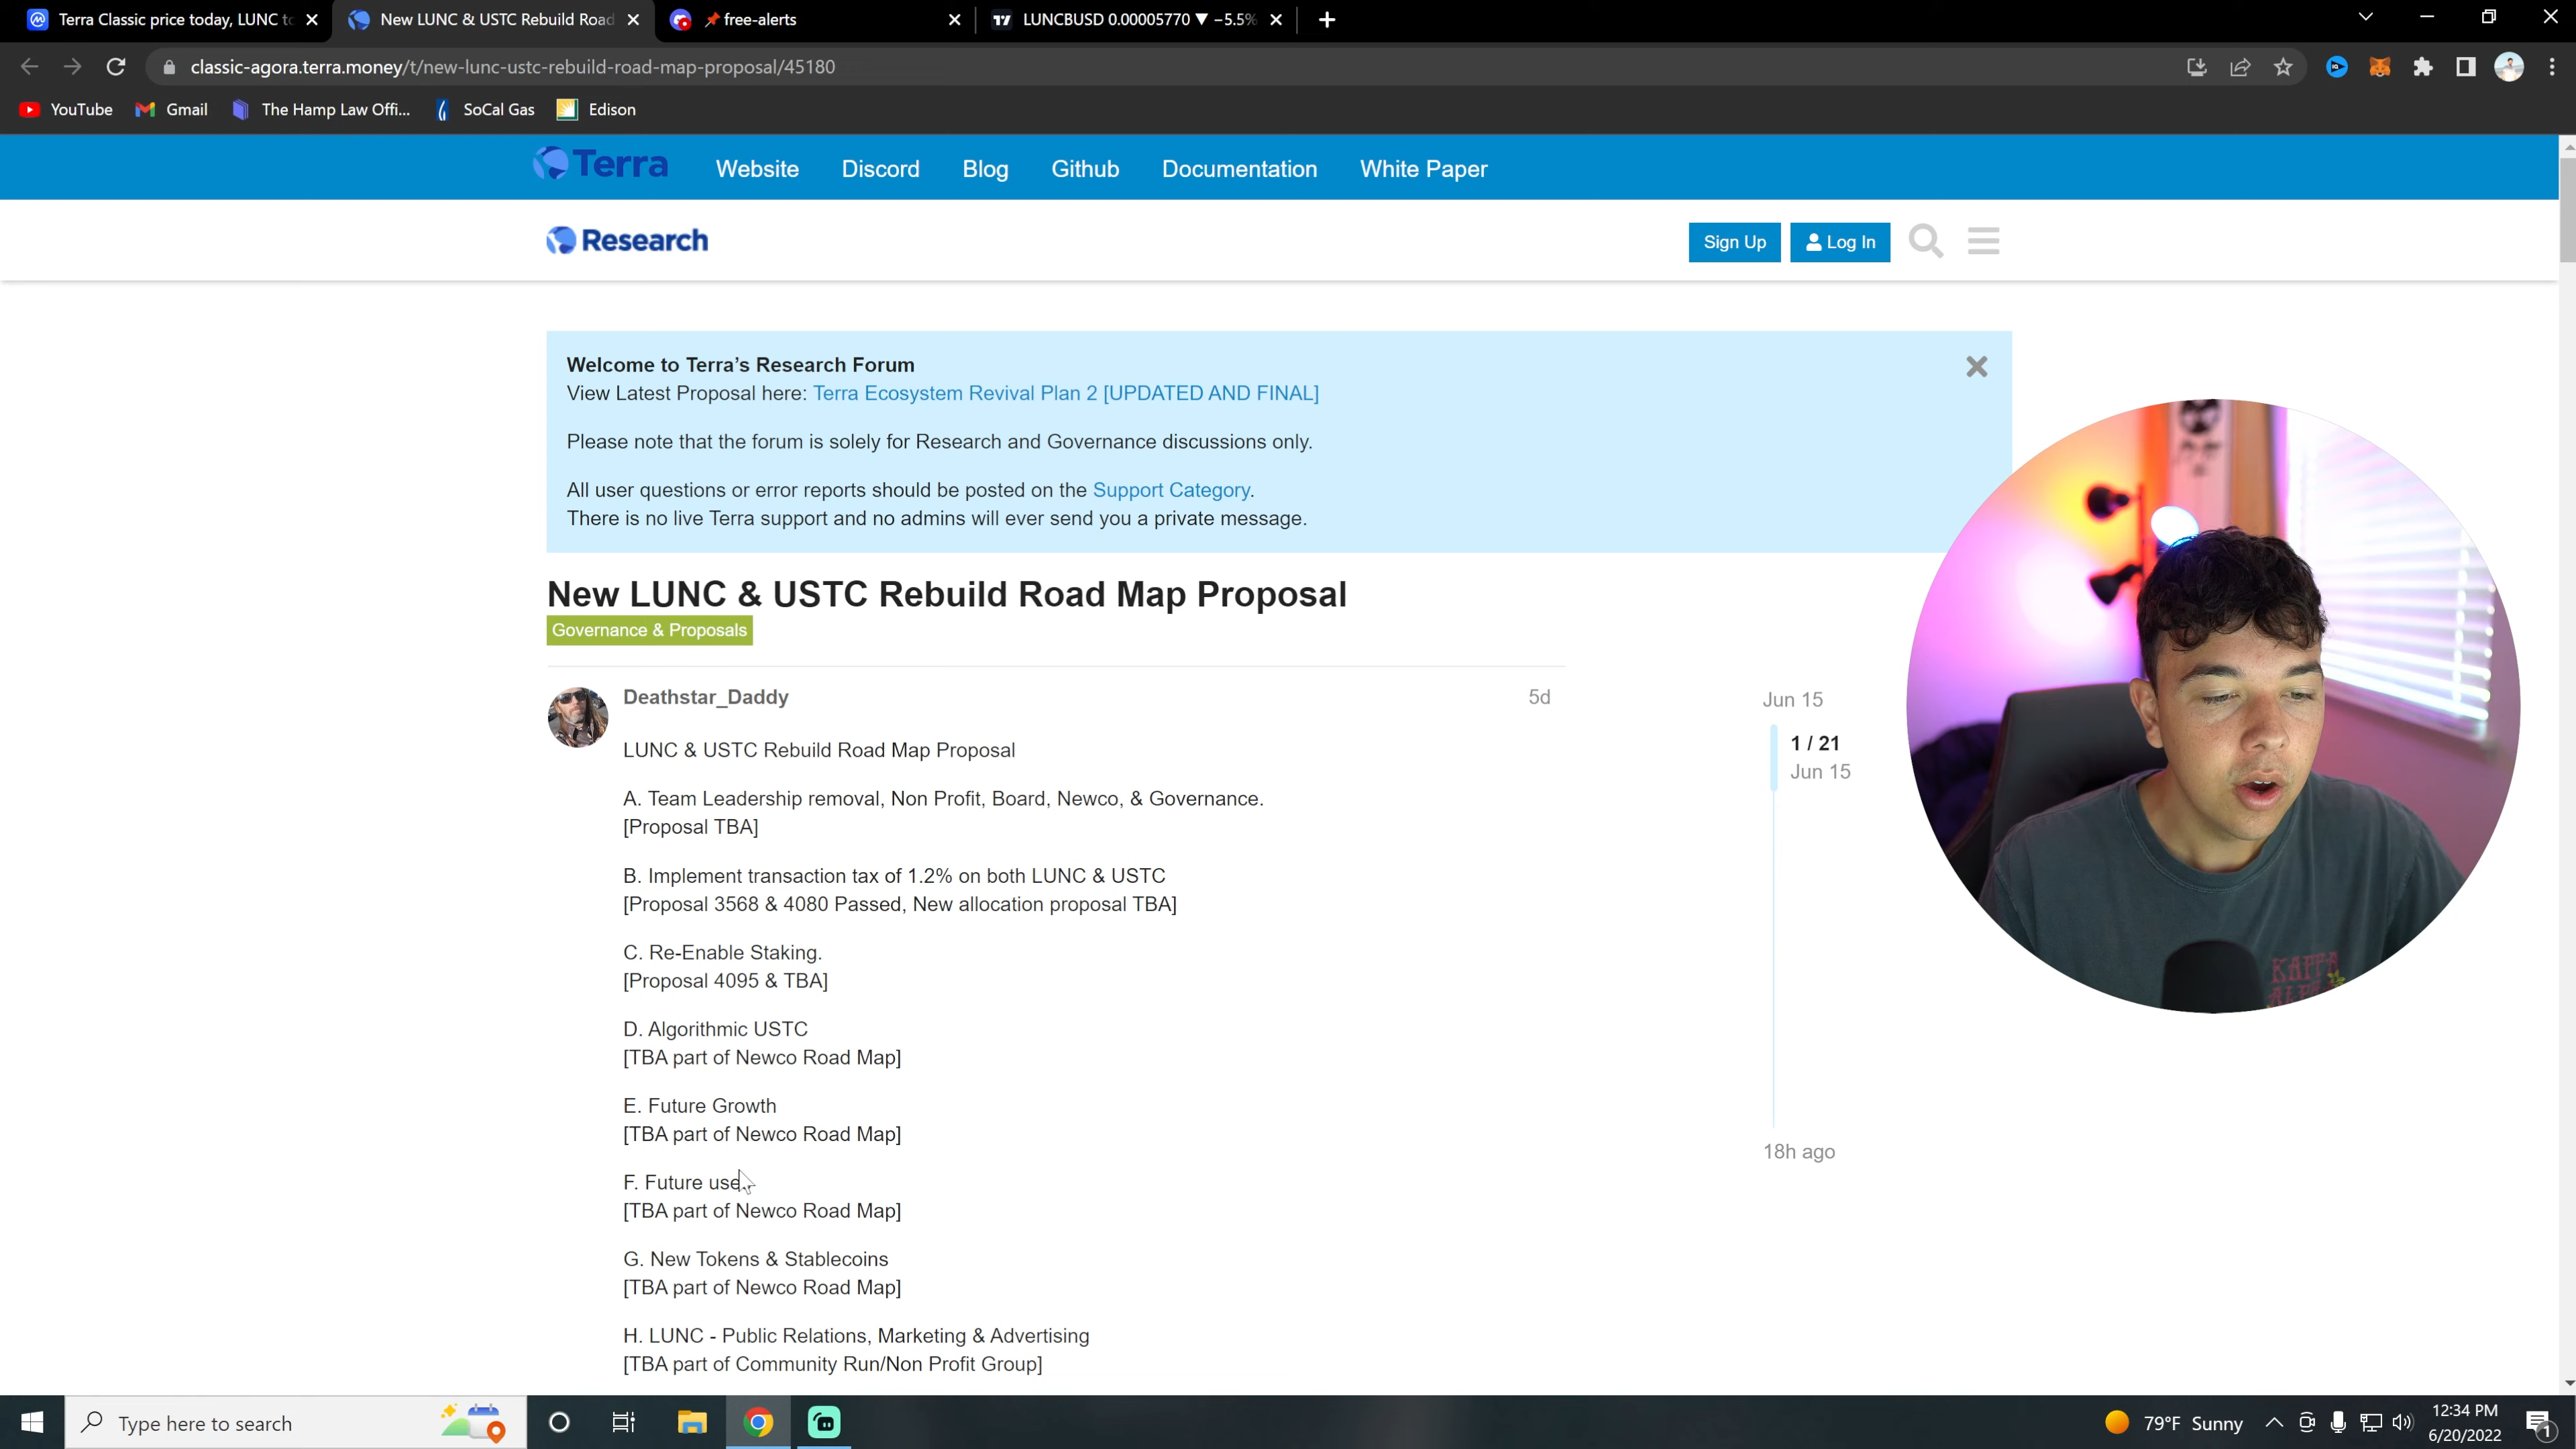 Terra Classic price today, LUNC to
New LUNC & USTC Rebuild Road
free-alerts
LUNCBUSD 0.00005770 ▼ −5.5%
classic-agora.terra.money/t/new-lunc-ustc-rebuild-road-map-proposal/45180
YouTube
Gmail
The Hamp Law Offi...
SoCal Gas
Edison
Terra
Website
Discord
Blog
Github
Documentation
White Paper
Research
Sign Up
Log In
Welcome to Terra's Research Forum
View Latest Proposal here: Terra Ecosystem Revival Plan 2 [UPDATED AND FINAL]
Please note that the forum is solely for Research and Governance discussions only.
All user questions or error reports should be posted on the Support Category.
There is no live Terra support and no admins will ever send you a private message.
New LUNC & USTC Rebuild Road Map Proposal
Governance & Proposals
Deathstar_Daddy
5d
LUNC & USTC Rebuild Road Map Proposal
A. Team Leadership removal, Non Profit, Board, Newco, & Governance.
[Proposal TBA]
B. Implement transaction tax of 1.2% on both LUNC & USTC
[Proposal 3568 & 4080 Passed, New allocation proposal TBA]
C. Re-Enable Staking.
[Proposal 4095 & TBA]
D. Algorithmic USTC
[TBA part of Newco Road Map]
E. Future Growth
[TBA part of Newco Road Map]
F. Future use
[TBA part of Newco Road Map]
G. New Tokens & Stablecoins
[TBA part of Newco Road Map]
H. LUNC - Public Relations, Marketing & Advertising
[TBA part of Community Run/Non Profit Group]
Jun 15
1 / 21
Jun 15
18h ago
KAPPA
ALPHA
Type here to search
79°F Sunny
12:34 PM
6/20/2022
1